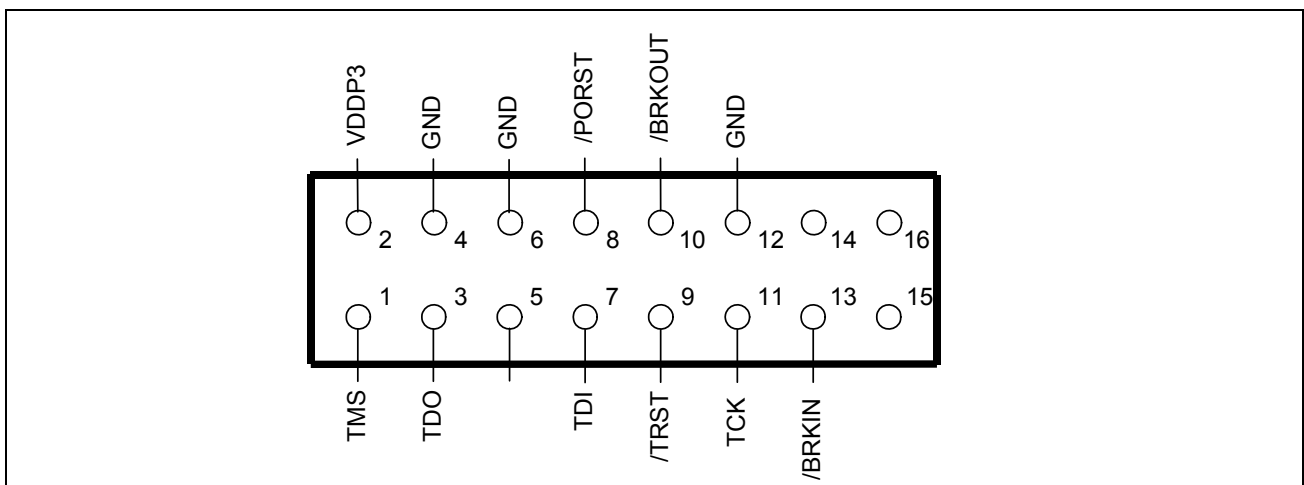 VDDP3
GND
GND
/PORST
/BRKOUT
GND
2
4
6
8
10
12
14
16
1
3
5
7
9
11
13
15
TMS
TDO
TDI
/TRST
TCK
/BRKIN